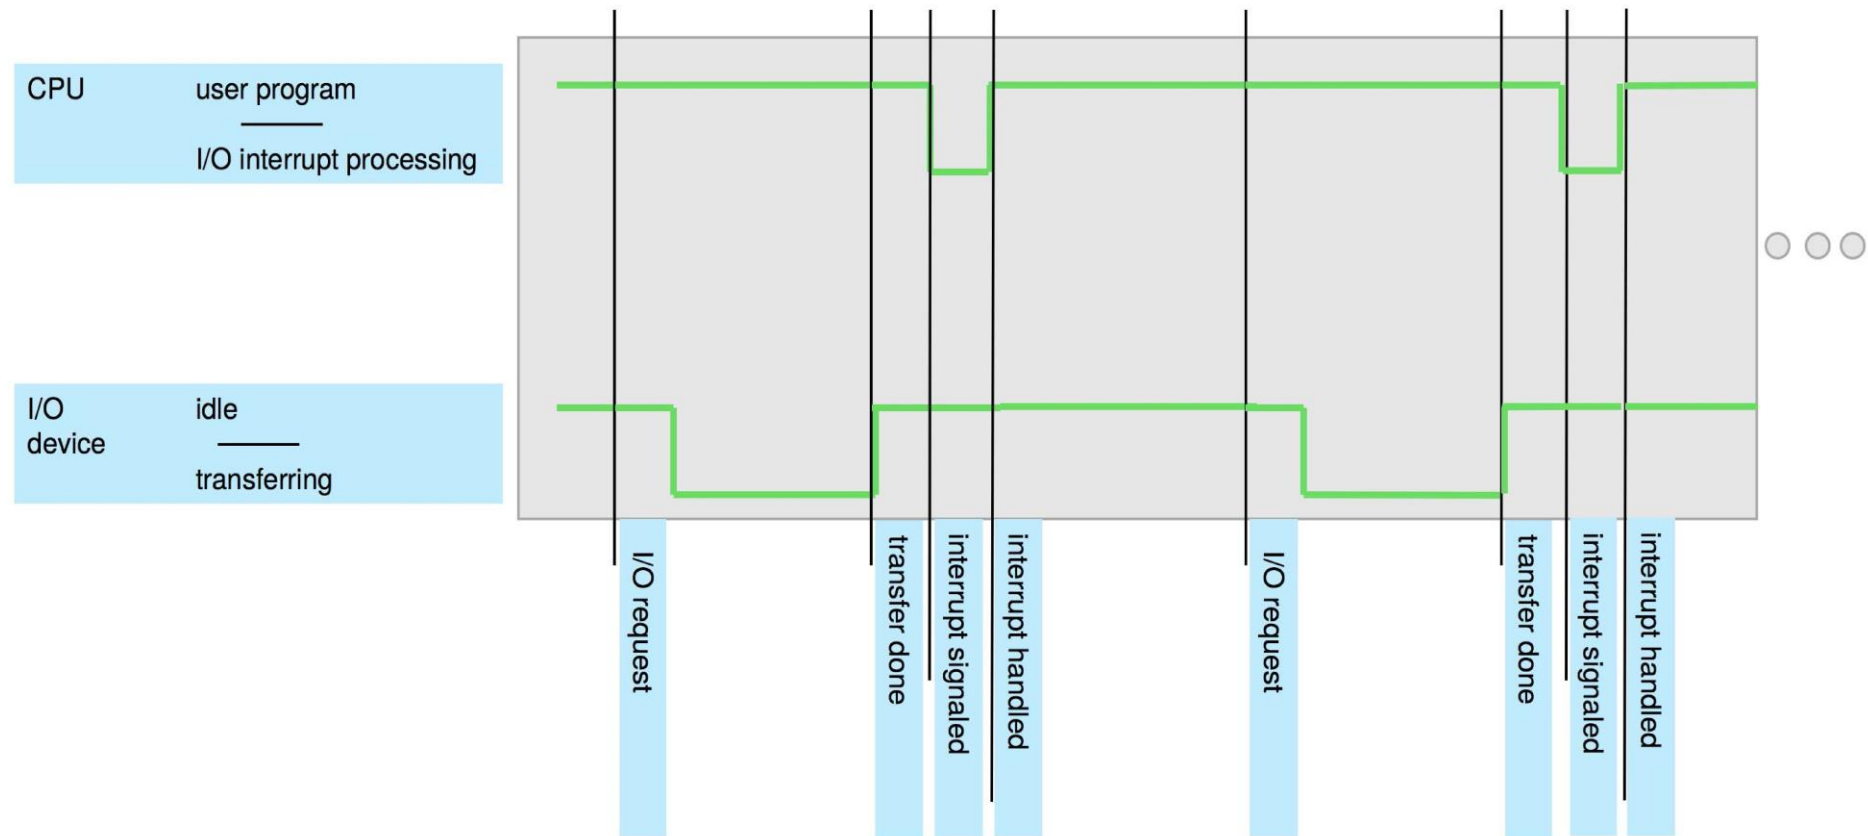 CPU
user program
I/O interrupt processing
I/O
device
idle
transferring
I/O request
transfer done
interrupt signaled
interrupt handled
I/O request
transfer done
interrupt signaled
interrupt handled